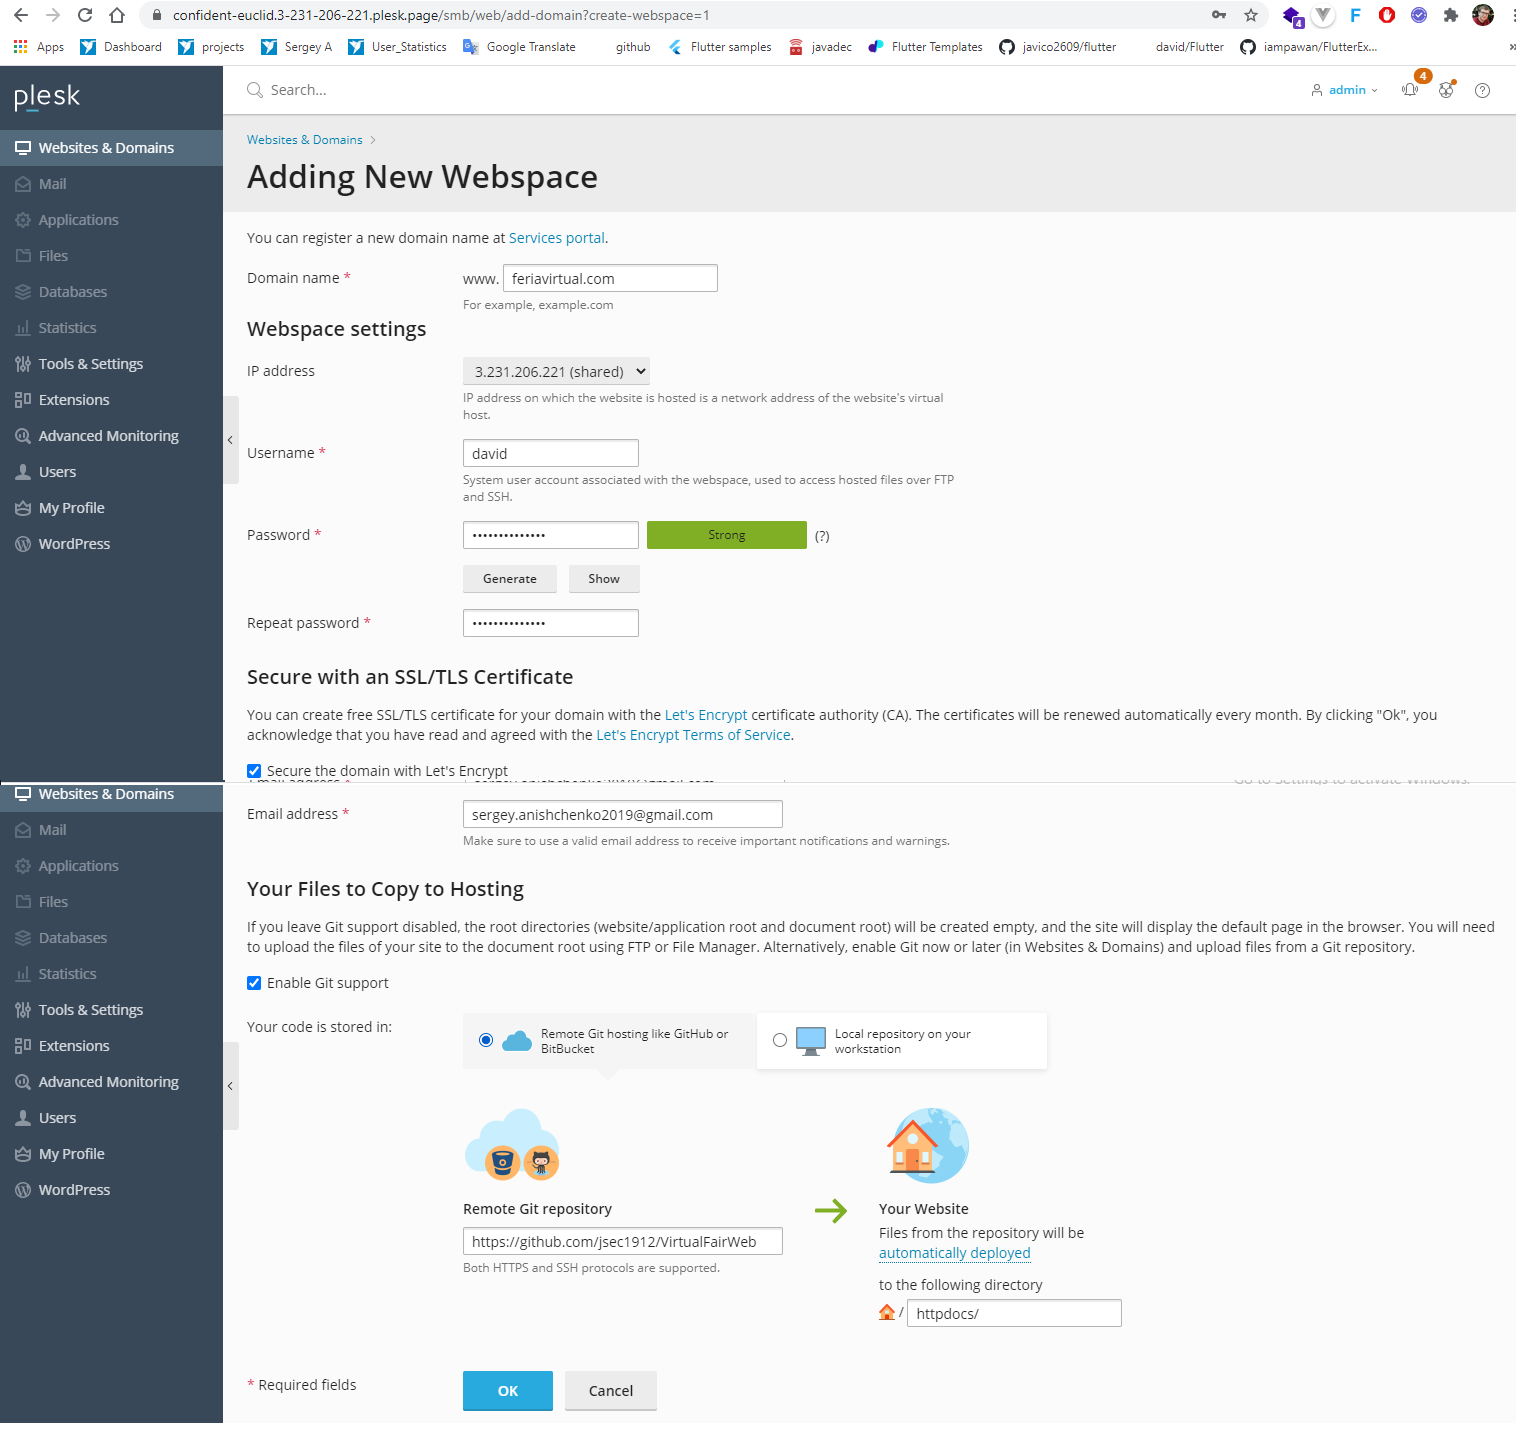 confident-euclid.3-231-206-221.plesk.page/smb/web/add-domain?create-webspace=1
4
F
Apps Dashboard projects Sergey A User_Statistics Google Translate github Flutter samples javadec Flutter Templates javico2609/flutter david/Flutter iampawan/FlutterEx... »
plesk
Search...
admin
4
Websites & Domains
Mail
Applications
Files
Databases
Statistics
Tools & Settings
Extensions
Advanced Monitoring
Users
My Profile
WordPress
Websites & Domains >
Adding New Webspace
You can register a new domain name at Services portal.
Domain name * www. feriavirtual.com
For example, example.com
Webspace settings
IP address 3.231.206.221 (shared)
IP address on which the website is hosted is a network address of the website's virtual
host.
Username * david
System user account associated with the webspace, used to access hosted files over FTP
and SSH.
Password * •••••••••••••• Strong (?)
Generate Show
Repeat password * ••••••••••••••
Secure with an SSL/TLS Certificate
You can create free SSL/TLS certificate for your domain with the Let's Encrypt certificate authority (CA). The certificates will be renewed automatically every month. By clicking "Ok", you
acknowledge that you have read and agreed with the Let's Encrypt Terms of Service.
Secure the domain with Let's Encrypt
Go to Settings to activate Windows.
Websites & Domains
Mail
Applications
Files
Databases
Statistics
Tools & Settings
Extensions
Advanced Monitoring
Users
My Profile
WordPress
Email address * sergey.anishchenko2019@gmail.com
Make sure to use a valid email address to receive important notifications and warnings.
Your Files to Copy to Hosting
If you leave Git support disabled, the root directories (website/application root and document root) will be created empty, and the site will display the default page in the browser. You will need
to upload the files of your site to the document root using FTP or File Manager. Alternatively, enable Git now or later (in Websites & Domains) and upload files from a Git repository.
Enable Git support
Your code is stored in:
Remote Git hosting like GitHub or
BitBucket
Local repository on your
workstation
Remote Git repository
https://github.com/jsec1912/VirtualFairWeb
Both HTTPS and SSH protocols are supported.
Your Website
Files from the repository will be
automatically deployed
to the following directory
/ httpdocs/
* Required fields OK Cancel